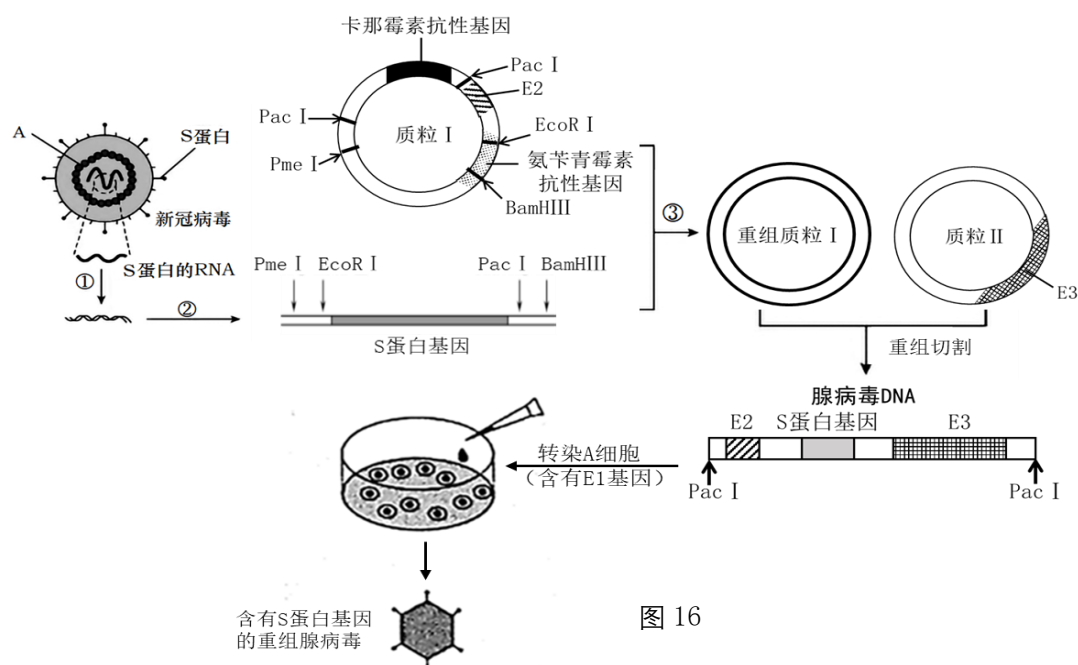 卡那霉素抗性基因
Pac Ⅰ
E2
Pac Ⅰ
EcoR Ⅰ
A
S蛋白
质粒Ⅰ
氨苄青霉素
抗性基因
Pme Ⅰ
BamHⅢ
新冠病毒
③
重组质粒Ⅰ
质粒Ⅱ
S蛋白的RNA
Pme Ⅰ
EcoR Ⅰ
Pac Ⅰ
BamHⅢ
E3
①
②
S蛋白基因
重组切割
腺病毒DNA
E2
S蛋白基因
E3
转染A细胞
（含有E1基因）
Pac Ⅰ
Pac Ⅰ
含有S蛋白基因
的重组腺病毒
图 16